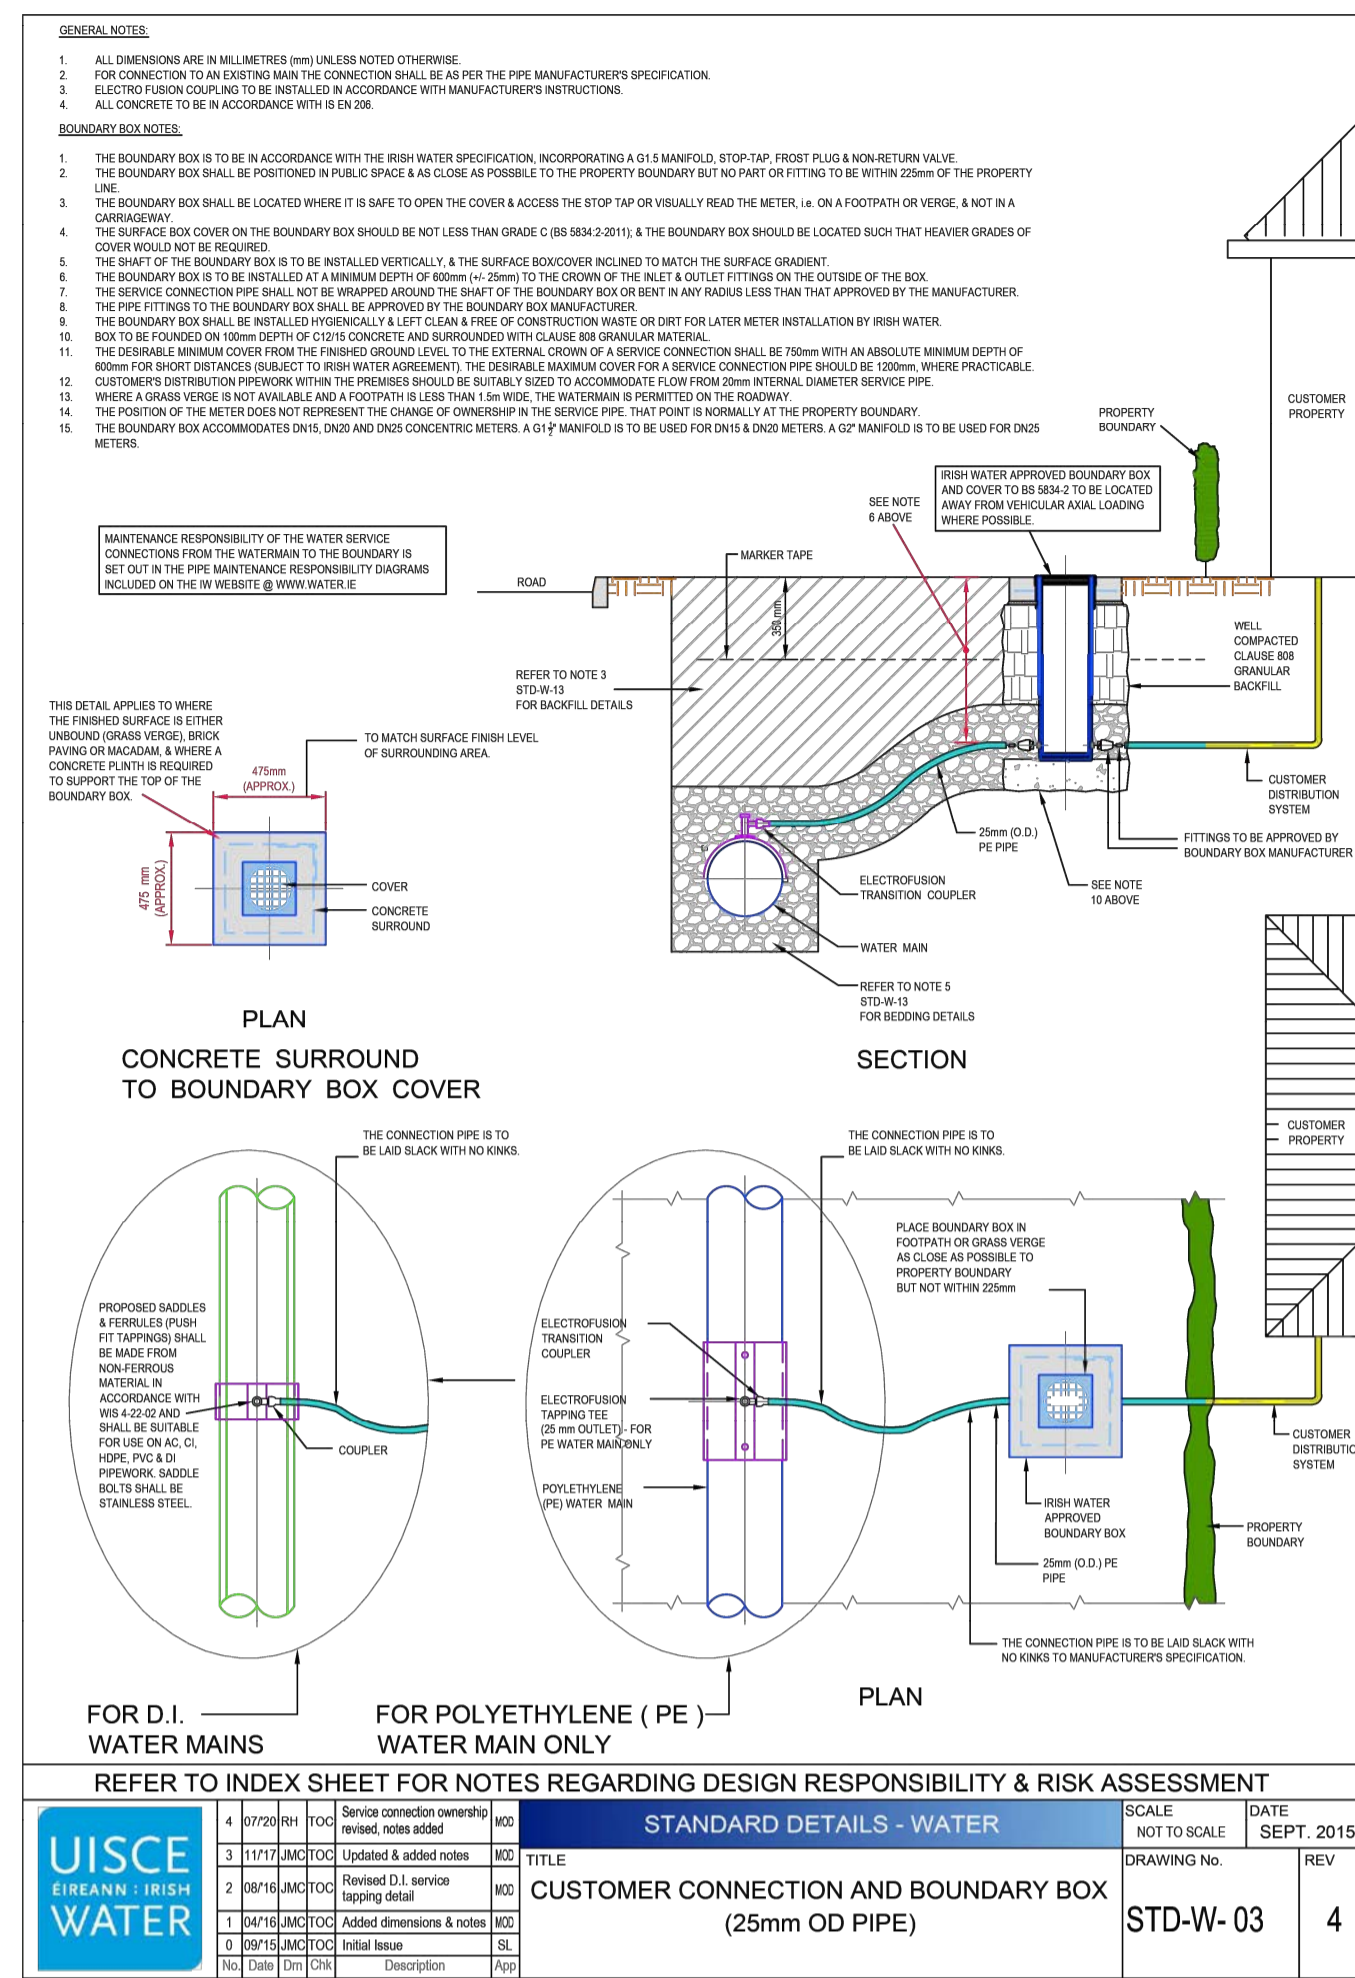 GENERAL NOTES:
1. ALL DIMENSIONS ARE IN MILLIMETRES (mm) UNLESS NOTED OTHERWISE.
2. FOR CONNECTION TO AN EXISTING MAIN THE CONNECTION SHALL BE AS PER THE PIPE MANUFACTURER'S SPECIFICATION.
3. ELECTRO FUSION COUPLING TO BE INSTALLED IN ACCORDANCE WITH MANUFACTURER'S INSTRUCTIONS.
4. ALL CONCRETE TO BE IN ACCORDANCE WITH IS EN 206.
BOUNDARY BOX NOTES:
1. THE BOUNDARY BOX IS TO BE IN ACCORDANCE WITH THE IRISH WATER SPECIFICATION, INCORPORATING A G1.5 MANIFOLD, STOP-TAP, FROST PLUG & NON-RETURN VALVE.
2. THE BOUNDARY BOX SHALL BE POSITIONED IN PUBLIC SPACE & AS CLOSE AS POSSBILE TO THE PROPERTY BOUNDARY BUT NO PART OR FITTING TO BE WITHIN 225mm OF THE PROPERTY
LINE.
3. THE BOUNDARY BOX SHALL BE LOCATED WHERE IT IS SAFE TO OPEN THE COVER & ACCESS THE STOP TAP OR VISUALLY READ THE METER, i.e. ON A FOOTPATH OR VERGE, & NOT IN A
CARRIAGEWAY.
4. THE SURFACE BOX COVER ON THE BOUNDARY BOX SHOULD BE NOT LESS THAN GRADE C (BS 5834:2-2011); & THE BOUNDARY BOX SHOULD BE LOCATED SUCH THAT HEAVIER GRADES OF
COVER WOULD NOT BE REQUIRED.
5. THE SHAFT OF THE BOUNDARY BOX IS TO BE INSTALLED VERTICALLY, & THE SURFACE BOX/COVER INCLINED TO MATCH THE SURFACE GRADIENT.
6. THE BOUNDARY BOX IS TO BE INSTALLED AT A MINIMUM DEPTH OF 600mm (+/- 25mm) TO THE CROWN OF THE INLET & OUTLET FITTINGS ON THE OUTSIDE OF THE BOX.
7. THE SERVICE CONNECTION PIPE SHALL NOT BE WRAPPED AROUND THE SHAFT OF THE BOUNDARY BOX OR BENT IN ANY RADIUS LESS THAN THAT APPROVED BY THE MANUFACTURER.
8. THE PIPE FITTINGS TO THE BOUNDARY BOX SHALL BE APPROVED BY THE BOUNDARY BOX MANUFACTURER.
9. THE BOUNDARY BOX SHALL BE INSTALLED HYGIENICALLY & LEFT CLEAN & FREE OF CONSTRUCTION WASTE OR DIRT FOR LATER METER INSTALLATION BY IRISH WATER.
10. BOX TO BE FOUNDED ON 100mm DEPTH OF C12/15 CONCRETE AND SURROUNDED WITH CLAUSE 808 GRANULAR MATERIAL.
11. THE DESIRABLE MINIMUM COVER FROM THE FINISHED GROUND LEVEL TO THE EXTERNAL CROWN OF A SERVICE CONNECTION SHALL BE 750mm WITH AN ABSOLUTE MINIMUM DEPTH OF
600mm FOR SHORT DISTANCES (SUBJECT TO IRISH WATER AGREEMENT). THE DESIRABLE MAXIMUM COVER FOR A SERVICE CONNECTION PIPE SHOULD BE 1200mm, WHERE PRACTICABLE.
12. CUSTOMER'S DISTRIBUTION PIPEWORK WITHIN THE PREMISES SHOULD BE SUITABLY SIZED TO ACCOMMODATE FLOW FROM 20mm INTERNAL DIAMETER SERVICE PIPE.
13. WHERE A GRASS VERGE IS NOT AVAILABLE AND A FOOTPATH IS LESS THAN 1.5m WIDE, THE WATERMAIN IS PERMITTED ON THE ROADWAY.
14. THE POSITION OF THE METER DOES NOT REPRESENT THE CHANGE OF OWNERSHIP IN THE SERVICE PIPE. THAT POINT IS NORMALLY AT THE PROPERTY BOUNDARY.
15. THE BOUNDARY BOX ACCOMMODATES DN15, DN20 AND DN25 CONCENTRIC METERS. A G1½" MANIFOLD IS TO BE USED FOR DN15 & DN20 METERS. A G2" MANIFOLD IS TO BE USED FOR DN25
METERS.
CUSTOMER
PROPERTY
PROPERTY
BOUNDARY
IRISH WATER APPROVED BOUNDARY BOX
AND COVER TO BS 5834-2 TO BE LOCATED
AWAY FROM VEHICULAR AXIAL LOADING
WHERE POSSIBLE.
SEE NOTE
6 ABOVE
MAINTENANCE RESPONSIBILITY OF THE WATER SERVICE
CONNECTIONS FROM THE WATERMAIN TO THE BOUNDARY IS
SET OUT IN THE PIPE MAINTENANCE RESPONSIBILITY DIAGRAMS
INCLUDED ON THE IW WEBSITE @ WWW.WATER.IE
MARKER TAPE
ROAD
350 mm
WELL
COMPACTED
CLAUSE 808
GRANULAR
BACKFILL
REFER TO NOTE 3
STD-W-13
FOR BACKFILL DETAILS
THIS DETAIL APPLIES TO WHERE
THE FINISHED SURFACE IS EITHER
UNBOUND (GRASS VERGE), BRICK
PAVING OR MACADAM, & WHERE A
CONCRETE PLINTH IS REQUIRED
TO SUPPORT THE TOP OF THE
BOUNDARY BOX.
TO MATCH SURFACE FINISH LEVEL
OF SURROUNDING AREA.
475mm
(APPROX.)
475 mm
(APPROX.)
COVER
CONCRETE
SURROUND
CUSTOMER
DISTRIBUTION
SYSTEM
25mm (O.D.)
PE PIPE
FITTINGS TO BE APPROVED BY
BOUNDARY BOX MANUFACTURER
ELECTROFUSION
TRANSITION COUPLER
SEE NOTE
10 ABOVE
WATER MAIN
REFER TO NOTE 5
STD-W-13
FOR BEDDING DETAILS
PLAN
CONCRETE SURROUND
TO BOUNDARY BOX COVER
SECTION
THE CONNECTION PIPE IS TO
BE LAID SLACK WITH NO KINKS.
THE CONNECTION PIPE IS TO
BE LAID SLACK WITH NO KINKS.
CUSTOMER
PROPERTY
PLACE BOUNDARY BOX IN
FOOTPATH OR GRASS VERGE
AS CLOSE AS POSSIBLE TO
PROPERTY BOUNDARY
BUT NOT WITHIN 225mm
PROPOSED SADDLES
& FERRULES (PUSH
FIT TAPPINGS) SHALL
BE MADE FROM
NON-FERROUS
MATERIAL IN
ACCORDANCE WITH
WIS 4-22-02 AND
SHALL BE SUITABLE
FOR USE ON AC, CI,
HDPE, PVC & DI
PIPEWORK. SADDLE
BOLTS SHALL BE
STAINLESS STEEL.
COUPLER
ELECTROFUSION
TRANSITION
COUPLER
ELECTROFUSION
TAPPING TEE
(25 mm OUTLET) - FOR
PE WATER MAIN ONLY
POYLETHYLENE
(PE) WATER MAIN
CUSTOMER
DISTRIBUTIO
SYSTEM
IRISH WATER
APPROVED
BOUNDARY BOX
PROPERTY
BOUNDARY
25mm (O.D.) PE
PIPE
THE CONNECTION PIPE IS TO BE LAID SLACK WITH
NO KINKS TO MANUFACTURER'S SPECIFICATION.
FOR D.I.
WATER MAINS
FOR POLYETHYLENE ( PE )
WATER MAIN ONLY
PLAN
REFER TO INDEX SHEET FOR NOTES REGARDING DESIGN RESPONSIBILITY & RISK ASSESSMENT
UISCE
ÉIREANN : IRISH
WATER
4 07/'20 RH TOC Service connection ownership revised, notes added MOD
3 11/'17 JMC TOC Updated & added notes MOD
2 08/'16 JMC TOC Revised D.I. service tapping detail MOD
1 04/'16 JMC TOC Added dimensions & notes MOD
0 09/'15 JMC TOC Initial Issue SL
No. Date Drn Chk Description App
STANDARD DETAILS - WATER
TITLE
CUSTOMER CONNECTION AND BOUNDARY BOX
(25mm OD PIPE)
SCALE
NOT TO SCALE
DATE
SEPT. 2015
DRAWING No.
STD-W- 03
REV
4